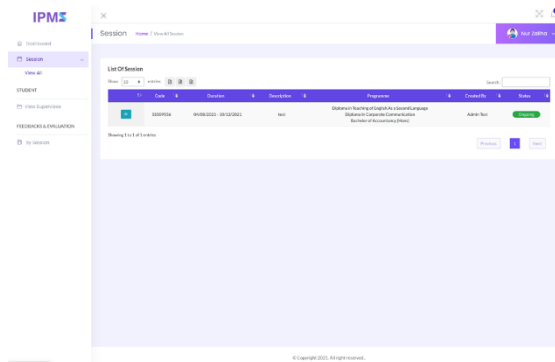 IPMS
Session
Home / View All Session
Nur Zaliha
Dashboard
Session
View All
STUDENT
View Supervisee
FEEDBACKS & EVALUATION
By Session
List Of Session
Show 10 entries
Search:
Code Duration Description Programme Created By Status
04/08/2021 - 10/12/2021 test Admin Test Ongoing
Diploma in Teaching of English As a Second Language
Diploma in Corporate Communication
Bachelor of Accountancy (Hons)
Showing 1 to 1 of 1 entries
Previous 1 Next
© Copyright 2021. All right reserved.